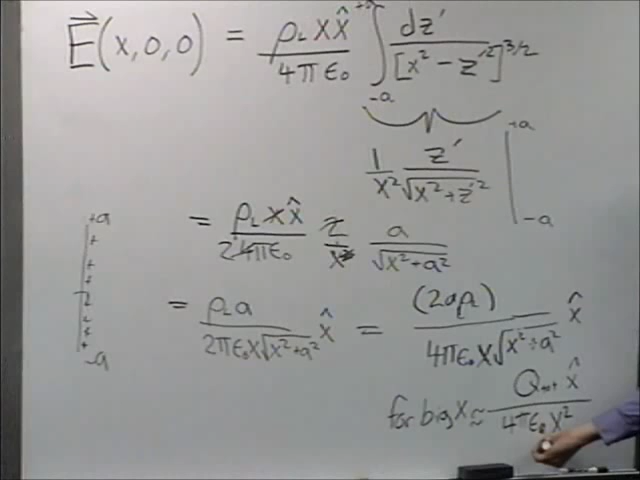 E⃗(x,0,0) = ρL x x̂ / 4πε₀ ∫_{-a}^{+a} dz' / [x² - z'²]^{3/2}
1/x² z' / √(x² + z'²) |_{-a}^{+a}
= ρL x x̂ / 2 4πε₀ 2/x² a / √(x² + a²)
= ρL a / 2πε₀ x √(x² + a²) x̂ = (2aρL) / 4πε₀ x √(x² + a²) x̂
for big x ≈ Q x̂ / 4πε₀ x²
+a
-a